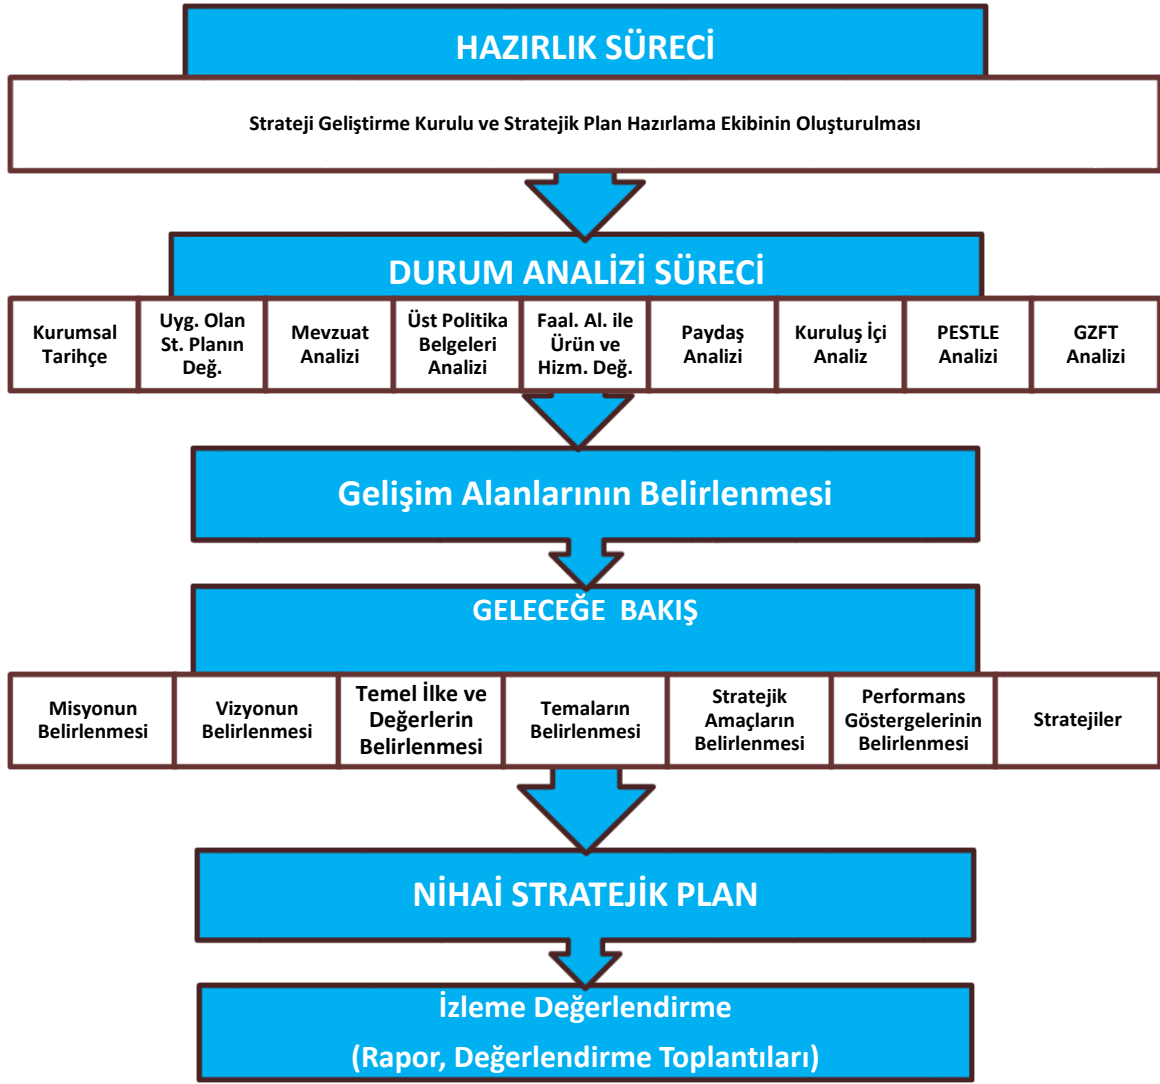 HAZIRLIK SÜRECİ
Strateji Geliştirme Kurulu ve Stratejik Plan Hazırlama Ekibinin Oluşturulması
DURUM ANALİZİ SÜRECİ
Kurumsal
Tarihçe
Uyg. Olan
St. Planın
Değ.
Mevzuat
Analizi
Üst Politika
Belgeleri
Analizi
Faal. Al. ile
Ürün ve
Hizm. Değ.
Paydaş
Analizi
Kuruluş İçi
Analiz
PESTLE
Analizi
GZFT
Analizi
Gelişim Alanlarının Belirlenmesi
GELECEĞE BAKIŞ
Misyonun
Belirlenmesi
Vizyonun
Belirlenmesi
Temel İlke ve
Değerlerin
Belirlenmesi
Temaların
Belirlenmesi
Stratejik
Amaçların
Belirlenmesi
Performans
Göstergelerinin
Belirlenmesi
Stratejiler
NİHAİ STRATEJİK PLAN
İzleme Değerlendirme
(Rapor, Değerlendirme Toplantıları)